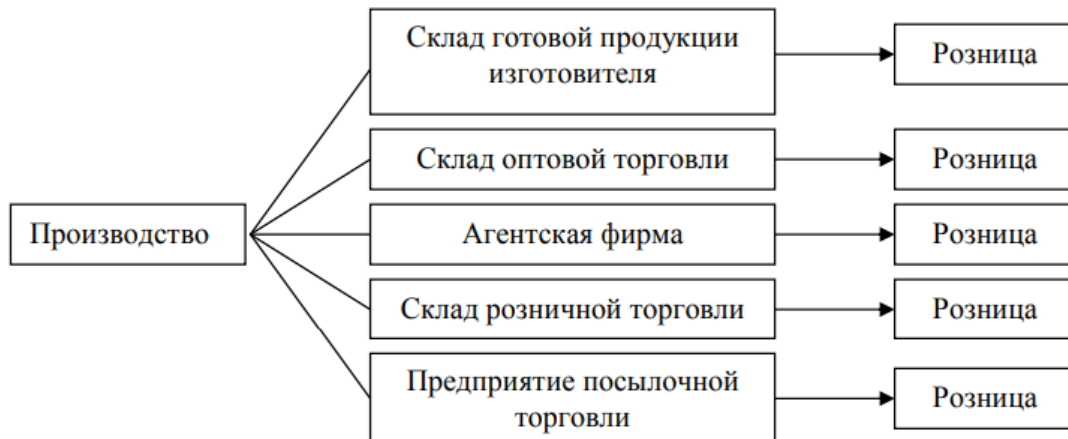 Склад готовой продукции
изготовителя
Розница
Склад оптовой торговли
Розница
Производство
Агентская фирма
Розница
Склад розничной торговли
Розница
Предприятие посылочной
торговли
Розница